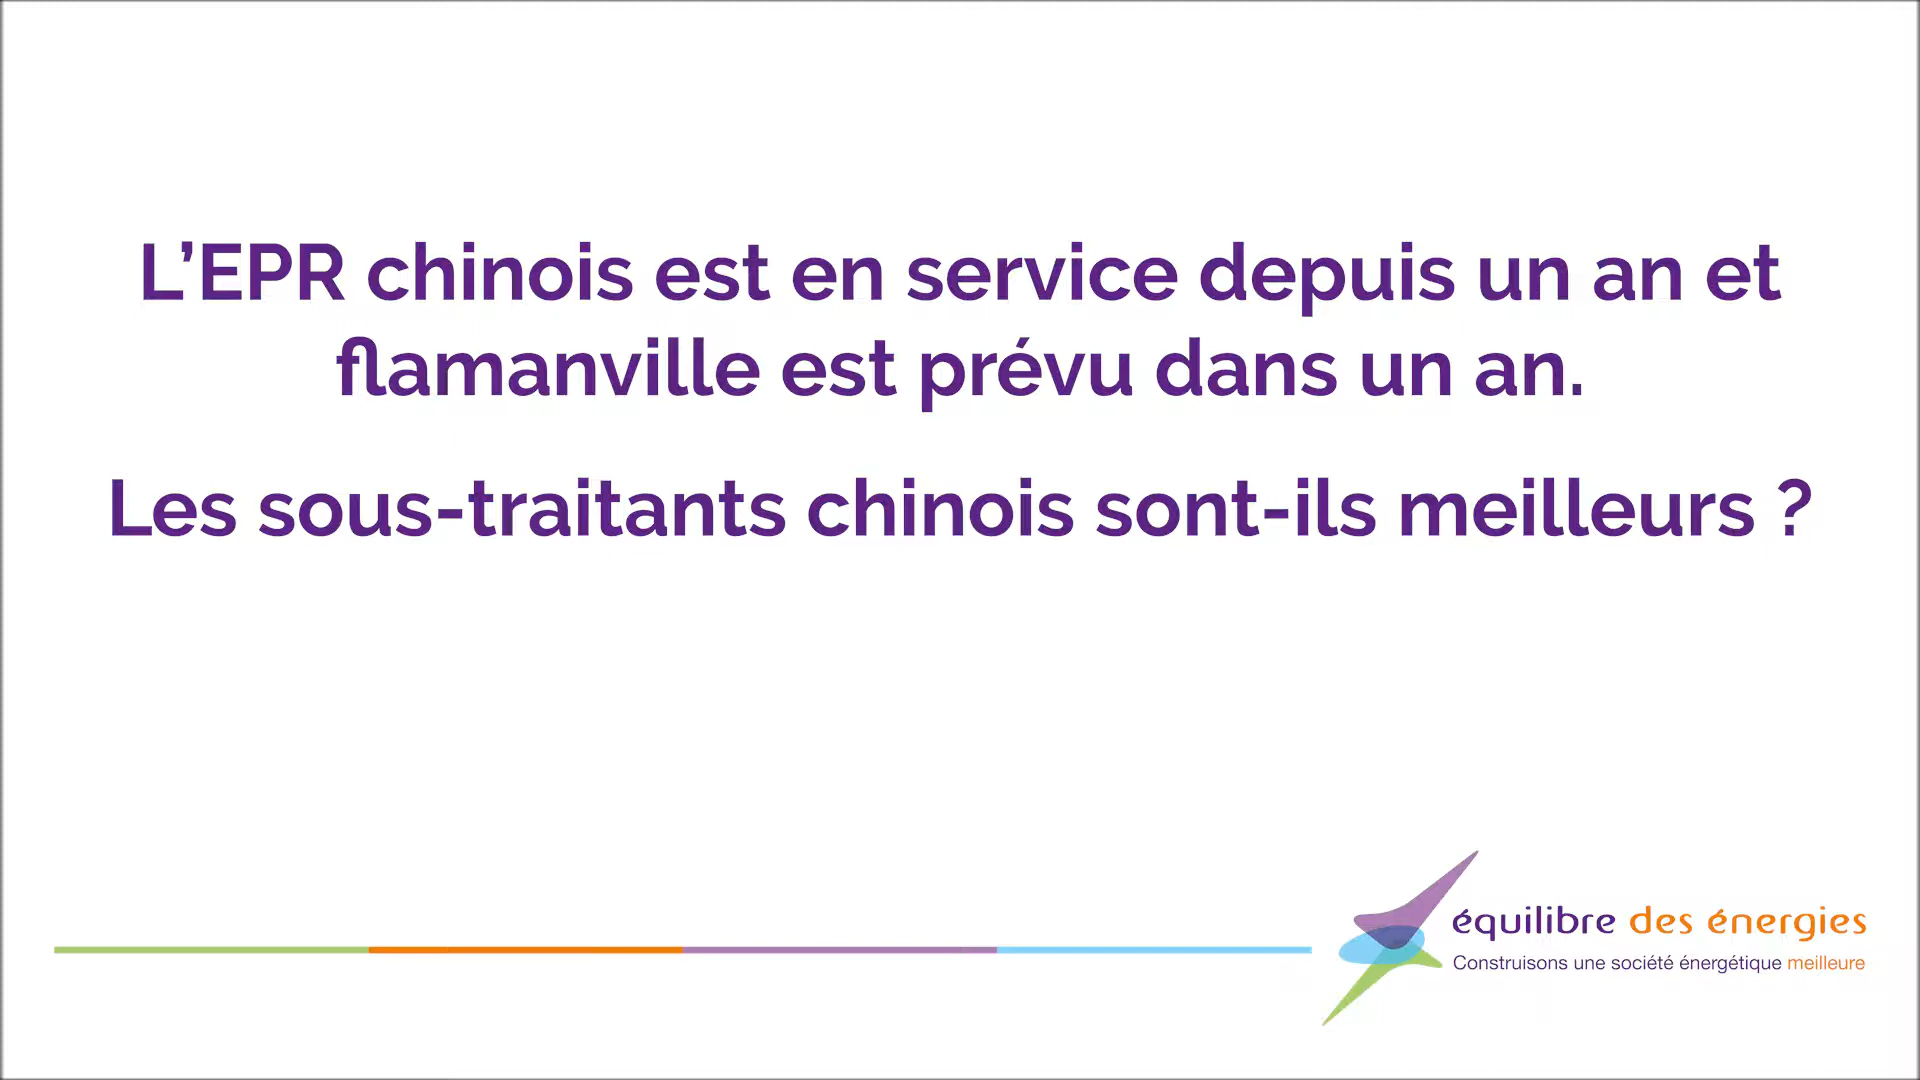 L’EPR chinois est en service depuis un an et
flamanville est prévu dans un an.
Les sous-traitants chinois sont-ils meilleurs ?
équilibre des énergies
Construisons une société énergétique meilleure